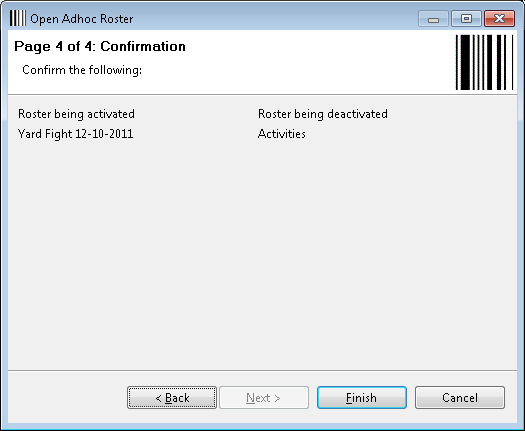 Open Adhoc Roster
Page 4 of 4: Confirmation
Confirm the following:
Roster being activated Roster being deactivated
Yard Fight 12-10-2011 Activities
< Back Next > Finish Cancel